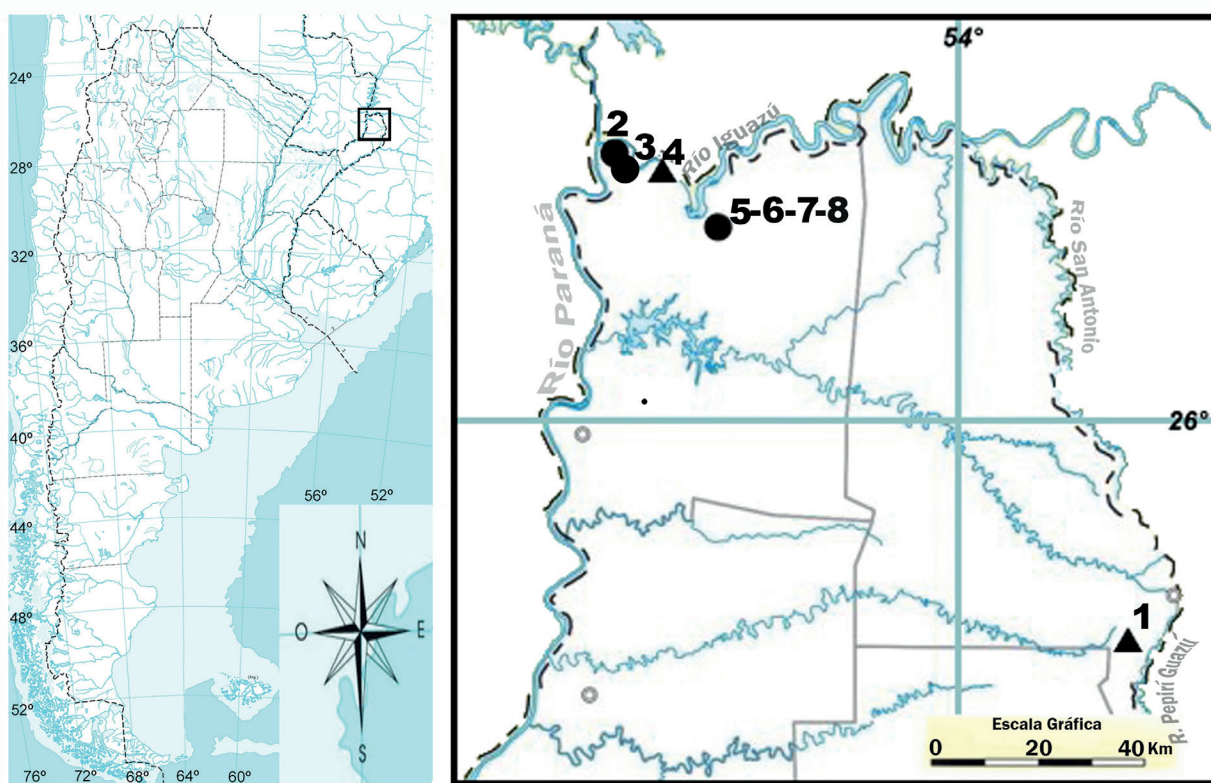 24º
28º
32º
36º
40º
44º
48º
52º
56º 52º
76º 72º 68º 64º 60º
N
O E
S
54º
2
3
4
Río Iguazú
5-6-7-8
Río Paraná
Río San Antonio
26º
1
R. Pepirí Guazú
Escala Gráfica
0 20 40 Km